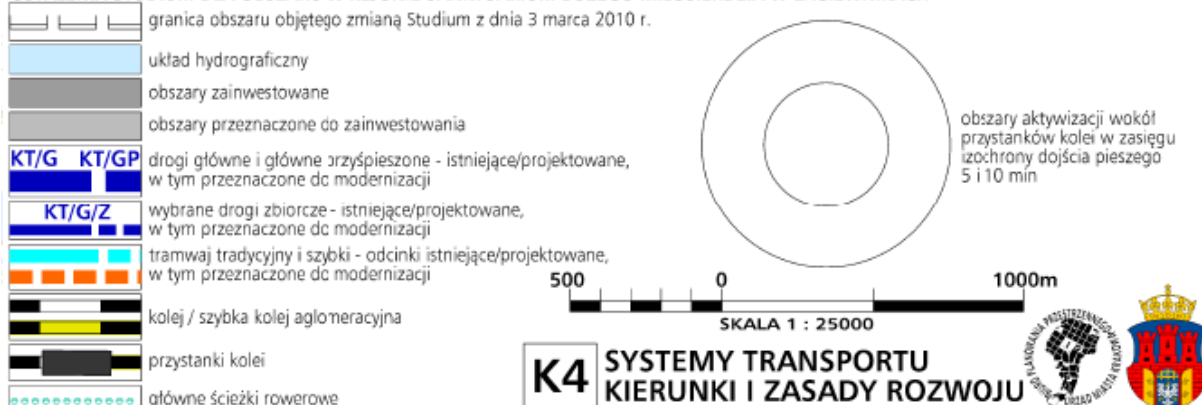 granica obszaru objętego zmianą Studium z dnia 3 marca 2010 r.
układ hydrograficzny
obszary zainwestowane
obszary przeznaczone do zainwestowania
KT/G KT/GP
drogi główne i główne przyśpieszone - istniejące/projektowane,
w tym przeznaczone do modernizacji
KT/G/Z
wybrane drogi zbiorcze - istniejące/projektowane,
w tym przeznaczone do modernizacji
tramwaj tradycyjny i szybki - odcinki istniejące/projektowane,
w tym przeznaczone do modernizacji
kolej / szybka kolej aglomeracyjna
przystanki kolei
główne ścieżki rowerowe
obszary aktywizacji wokół
przystanków kolei w zasięgu
izochrony dojścia pieszego
5 i 10 min
500 0 1000m
SKALA 1 : 25000
K4 SYSTEMY TRANSPORTU
KIERUNKI I ZASADY ROZWOJU